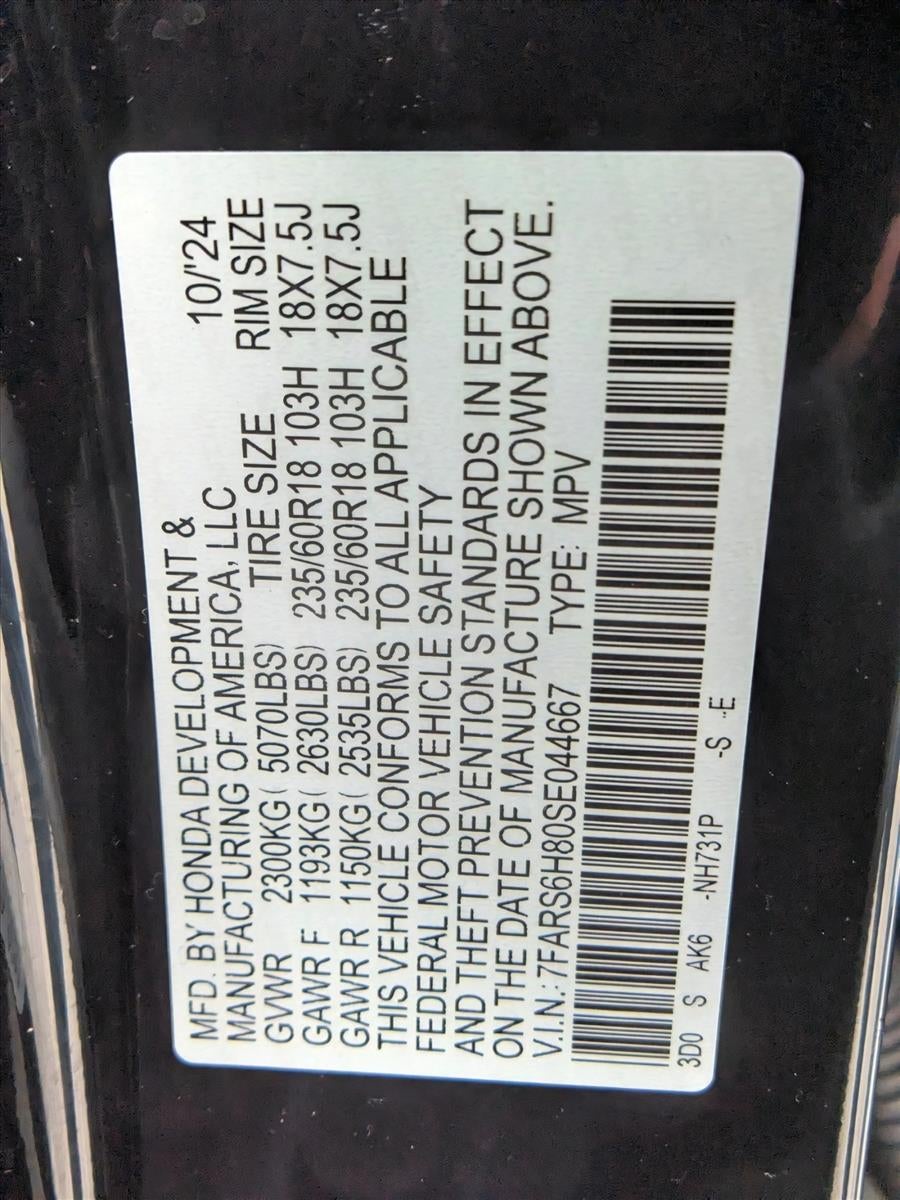 MFD. BY HONDA DEVELOPMENT &
MANUFACTURING OF AMERICA, LLC 10/'24
GVWR 2300KG ( 5070LBS) TIRE SIZE RIM SIZE
GAWR F 1193KG ( 2630LBS) 235/60R18 103H 18X7.5J
GAWR R 1150KG ( 2535LBS) 235/60R18 103H 18X7.5J
THIS VEHICLE CONFORMS TO ALL APPLICABLE
FEDERAL MOTOR VEHICLE SAFETY
AND THEFT PREVENTION STANDARDS IN EFFECT
ON THE DATE OF MANUFACTURE SHOWN ABOVE.
V.I.N.: 7FARS6H80SE044667 TYPE: MPV
3D0 S AK6 -NH731P -S -E